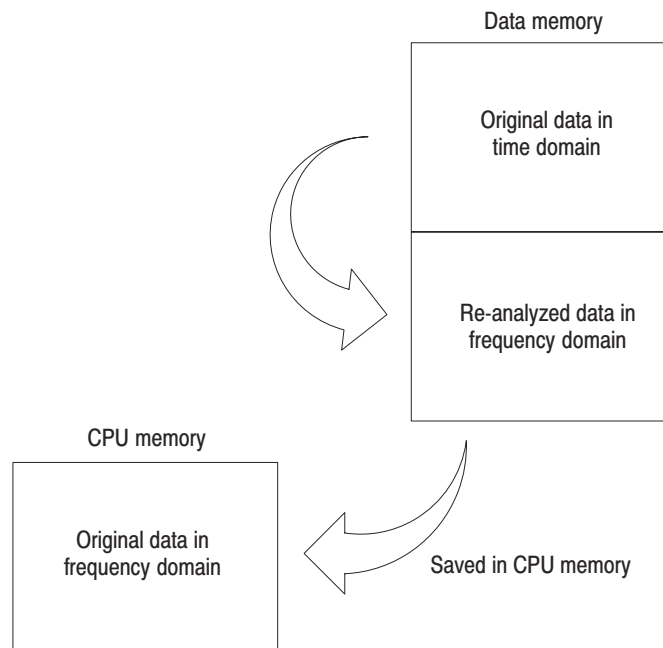 Data memory
Original data in
time domain
Re-analyzed data in
frequency domain
CPU memory
Original data in
frequency domain
Saved in CPU memory